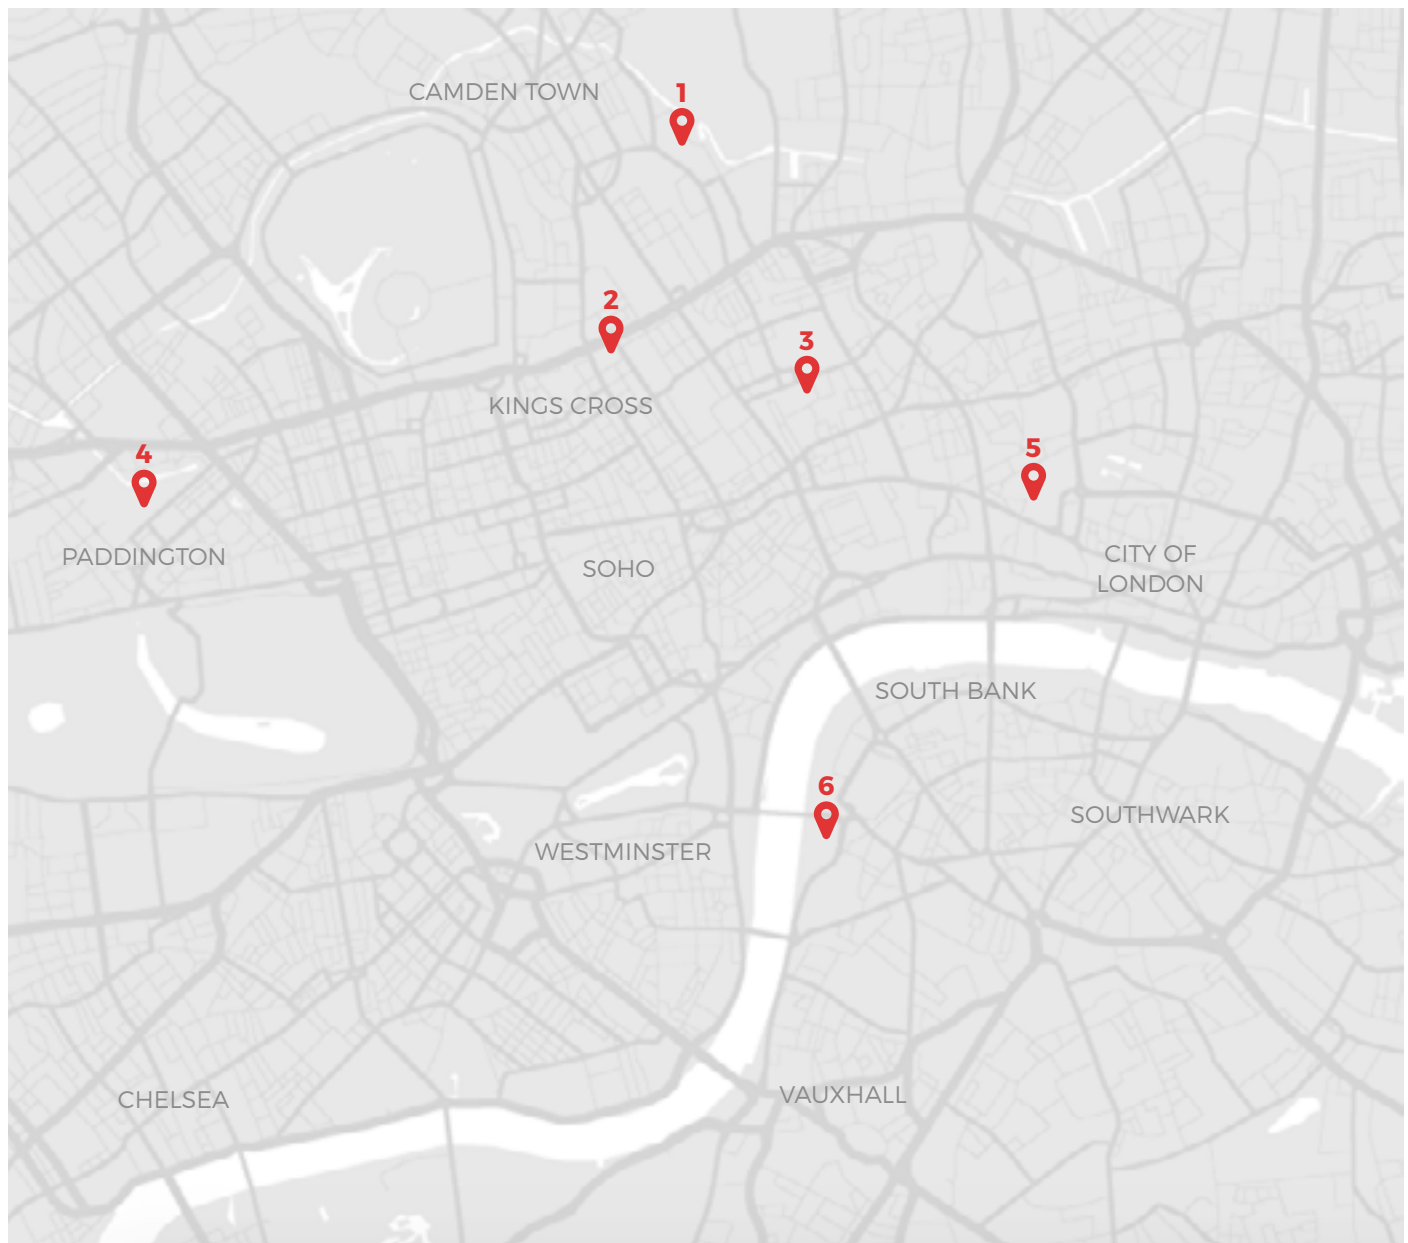 CAMDEN TOWN
1
2
3
KINGS CROSS
4
5
PADDINGTON
SOHO
CITY OF
LONDON
SOUTH BANK
6
SOUTHWARK
WESTMINSTER
CHELSEA
VAUXHALL